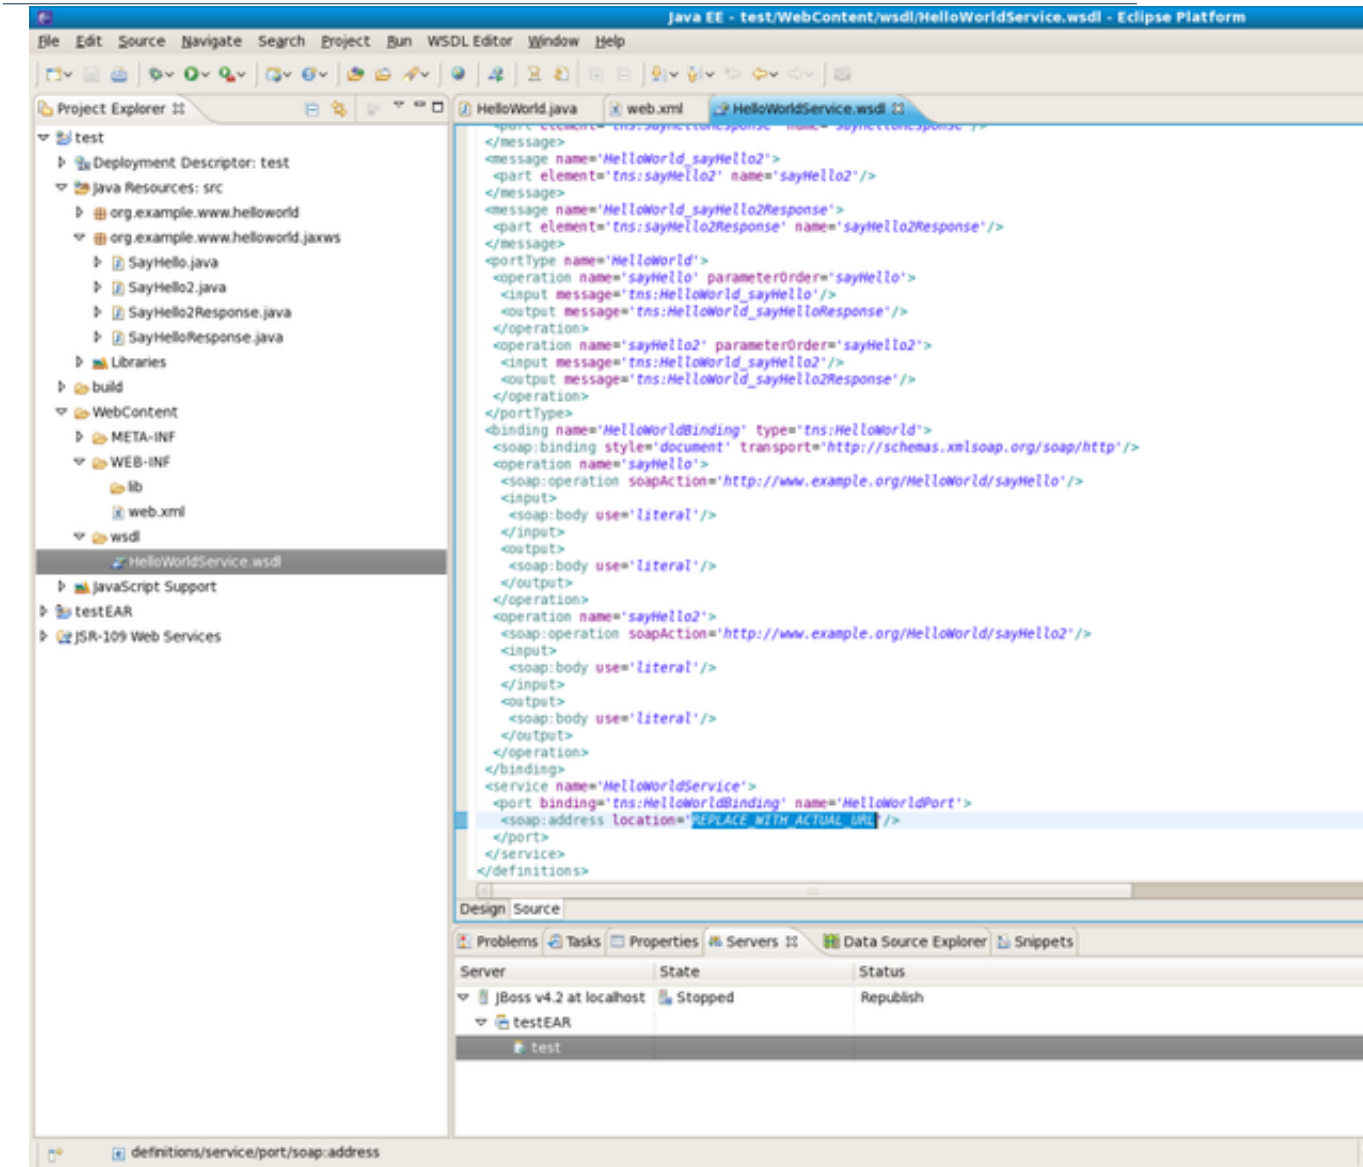 Java EE - test/WebContent/wsdl/HelloWorldService.wsdl - Eclipse Platform
File Edit Source Navigate Search Project Run WSDL Editor Window Help
Project Explorer
HelloWorld.java web.xml HelloWorldService.wsdl
test
Deployment Descriptor: test
Java Resources: src
org.example.www.helloworld
org.example.www.helloworld.jaxws
SayHello.java
SayHello2.java
SayHello2Response.java
SayHelloResponse.java
Libraries
build
WebContent
META-INF
WEB-INF
lib
web.xml
wsdl
HelloWorldService.wsdl
JavaScript Support
testEAR
JSR-109 Web Services
<part element='tns:sayHelloResponse' name='sayHelloResponse'/>
</message>
<message name='HelloWorld_sayHello2'>
<part element='tns:sayHello2' name='sayHello2'/>
</message>
<message name='HelloWorld_sayHello2Response'>
<part element='tns:sayHello2Response' name='sayHello2Response'/>
</message>
<portType name='HelloWorld'>
<operation name='sayHello' parameterOrder='sayHello'>
<input message='tns:HelloWorld_sayHello'/>
<output message='tns:HelloWorld_sayHelloResponse'/>
</operation>
<operation name='sayHello2' parameterOrder='sayHello2'>
<input message='tns:HelloWorld_sayHello2'/>
<output message='tns:HelloWorld_sayHello2Response'/>
</operation>
</portType>
<binding name='HelloWorldBinding' type='tns:HelloWorld'>
<soap:binding style='document' transport='http://schemas.xmlsoap.org/soap/http'/>
<operation name='sayHello'>
<soap:operation soapAction='http://www.example.org/HelloWorld/sayHello'/>
<input>
<soap:body use='literal'/>
</input>
<output>
<soap:body use='literal'/>
</output>
</operation>
<operation name='sayHello2'>
<soap:operation soapAction='http://www.example.org/HelloWorld/sayHello2'/>
<input>
<soap:body use='literal'/>
</input>
<output>
<soap:body use='literal'/>
</output>
</operation>
</binding>
<service name='HelloWorldService'>
<port binding='tns:HelloWorldBinding' name='HelloWorldPort'>
<soap:address location='REPLACE_WITH_ACTUAL_URL'/>
</port>
</service>
</definitions>
Design Source
Problems Tasks Properties Servers Data Source Explorer Snippets
Server State Status
JBoss v4.2 at localhost Stopped Republish
testEAR
test
definitions/service/port/soap:address